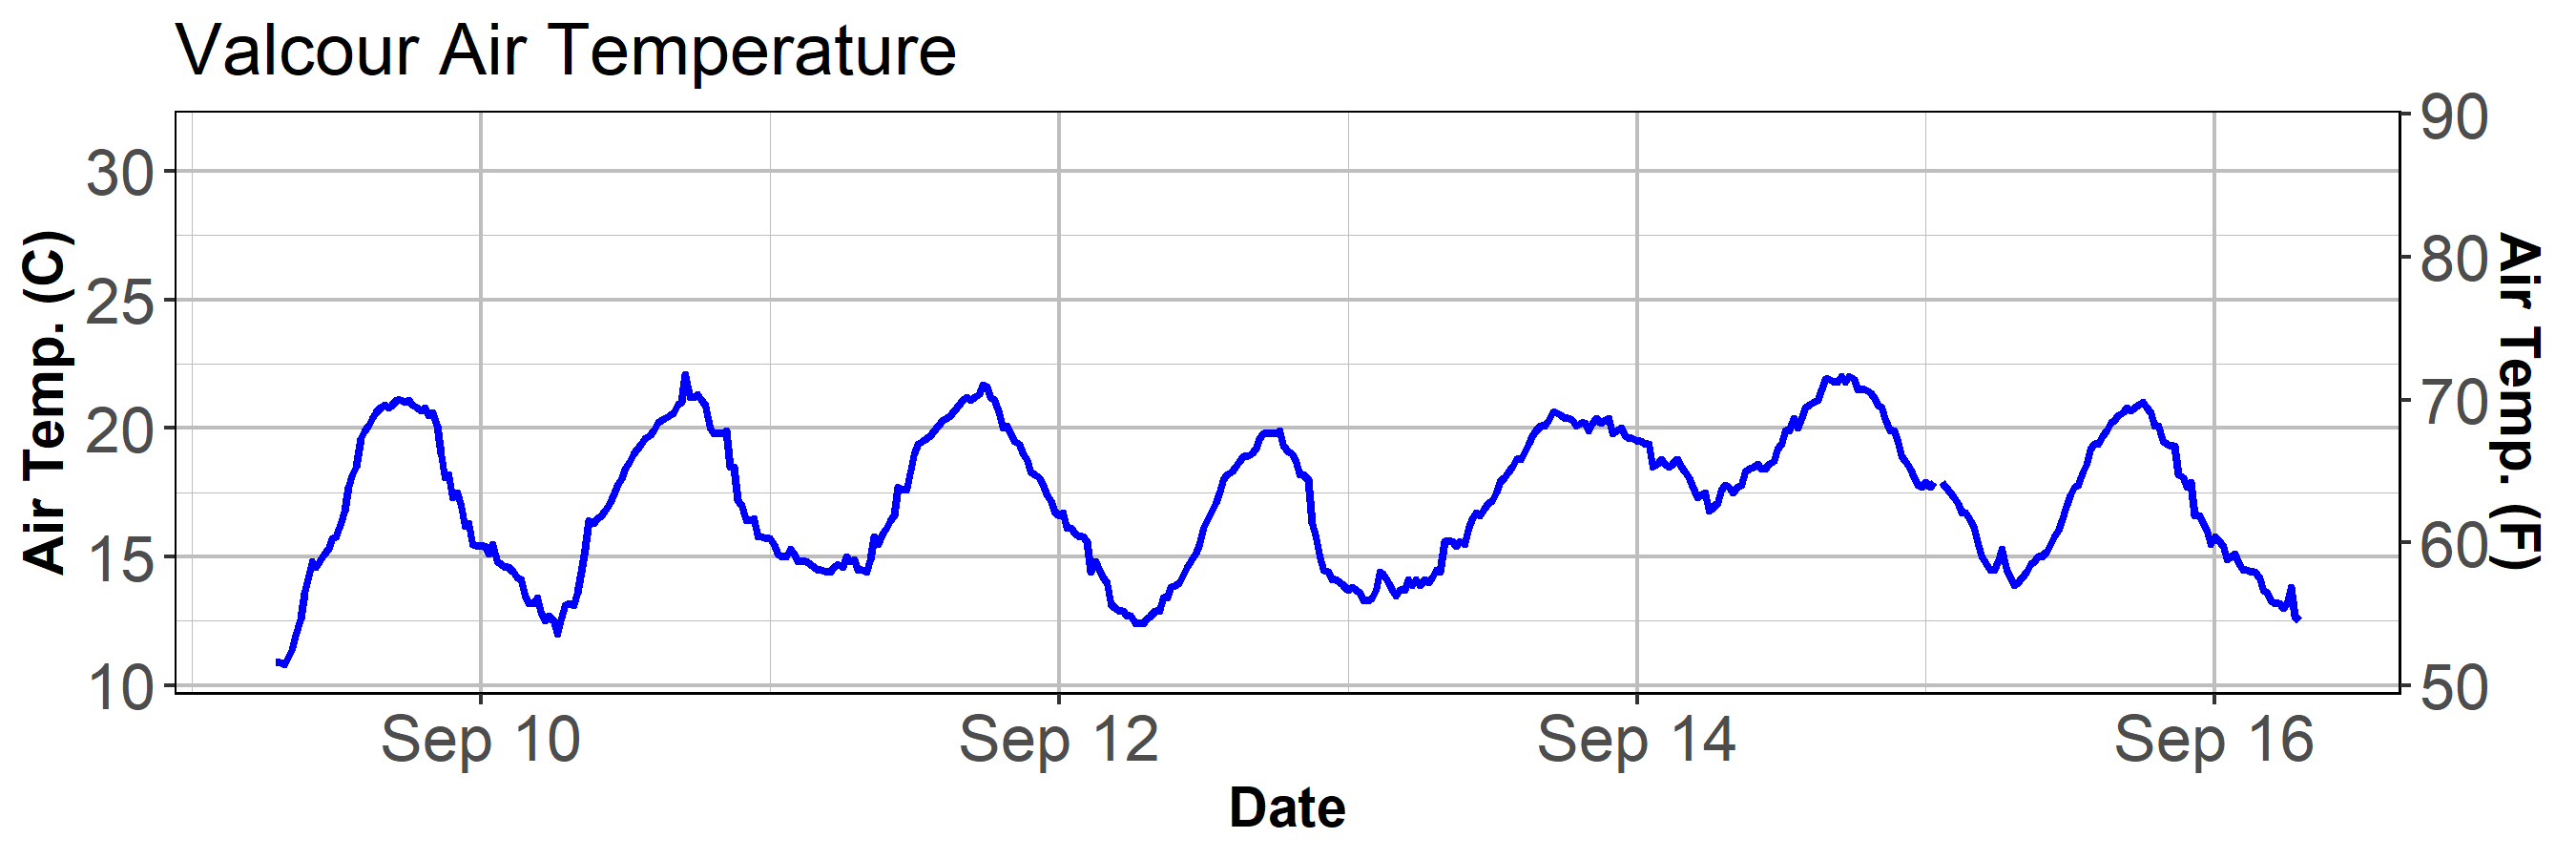 Valcour Air Temperature
Air Temp. (C)
30
25
20
15
10
90
80
70
60
50
Air Temp. (F)
Sep 10
Sep 12
Sep 14
Sep 16
Date